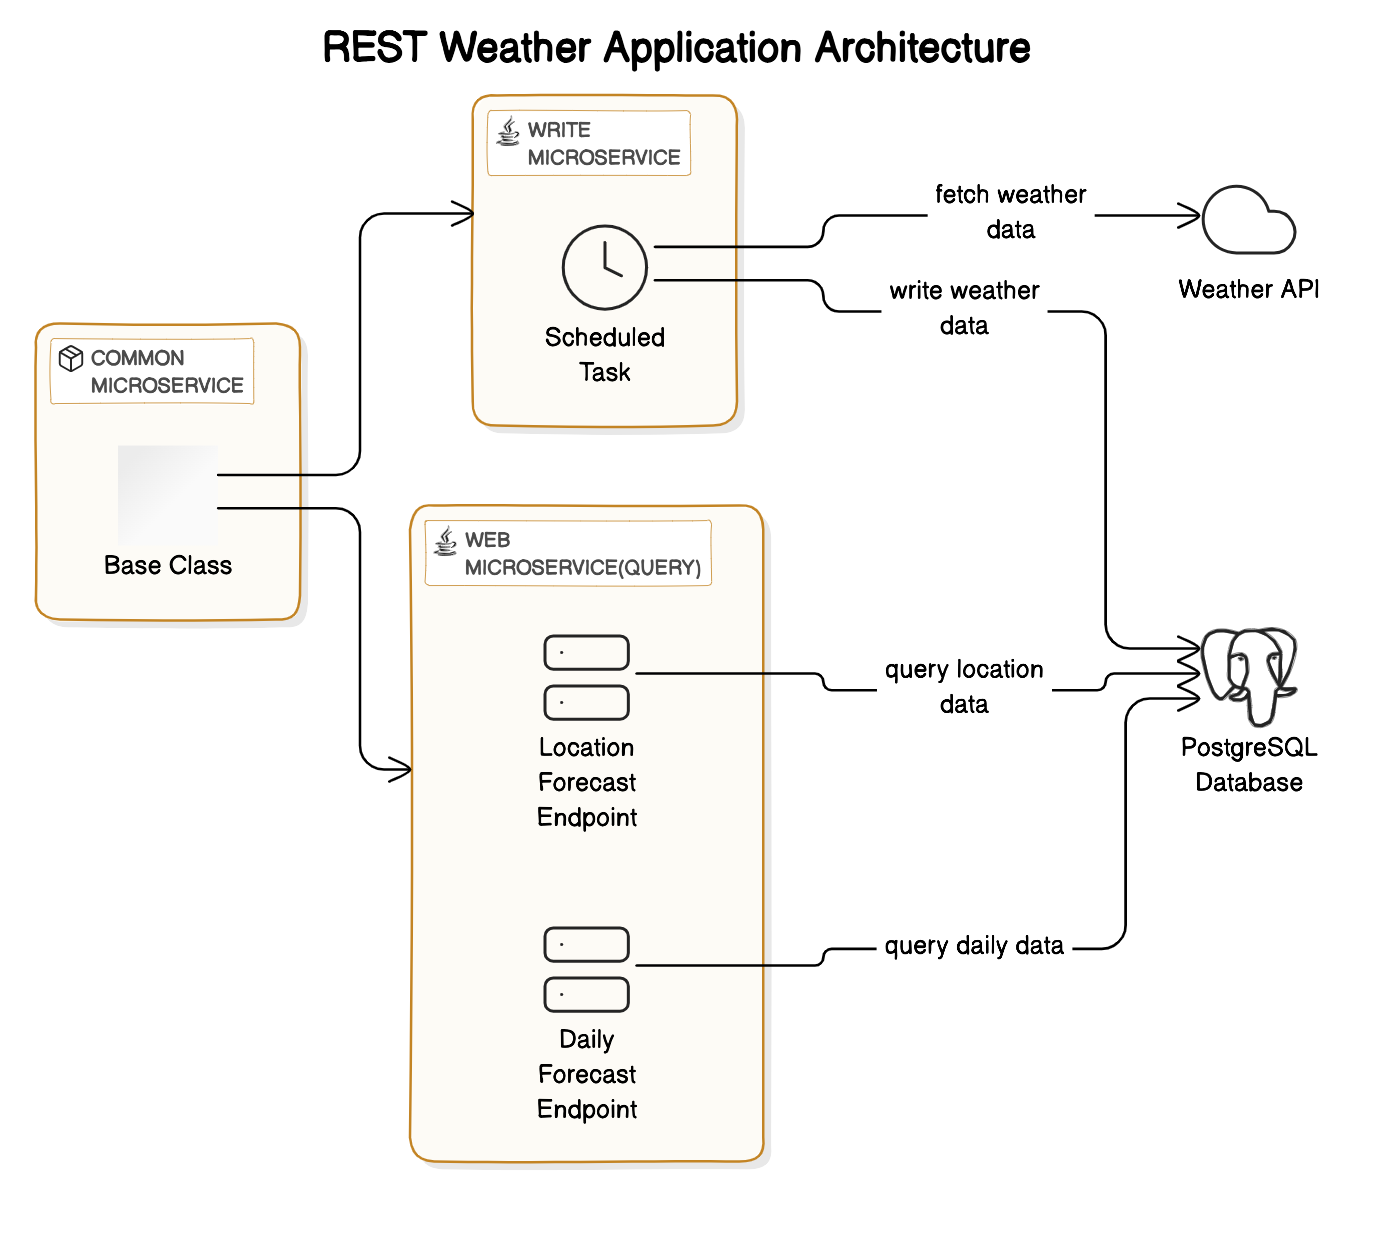 REST Weather Application Architecture
WRITE
MICROSERVICE
Scheduled
Task
fetch weather
data
Weather API
write weather
data
COMMON
MICROSERVICE
Base Class
WEB
MICROSERVICE(QUERY)
Location
Forecast
Endpoint
query location
data
PostgreSQL
Database
query daily data
Daily
Forecast
Endpoint